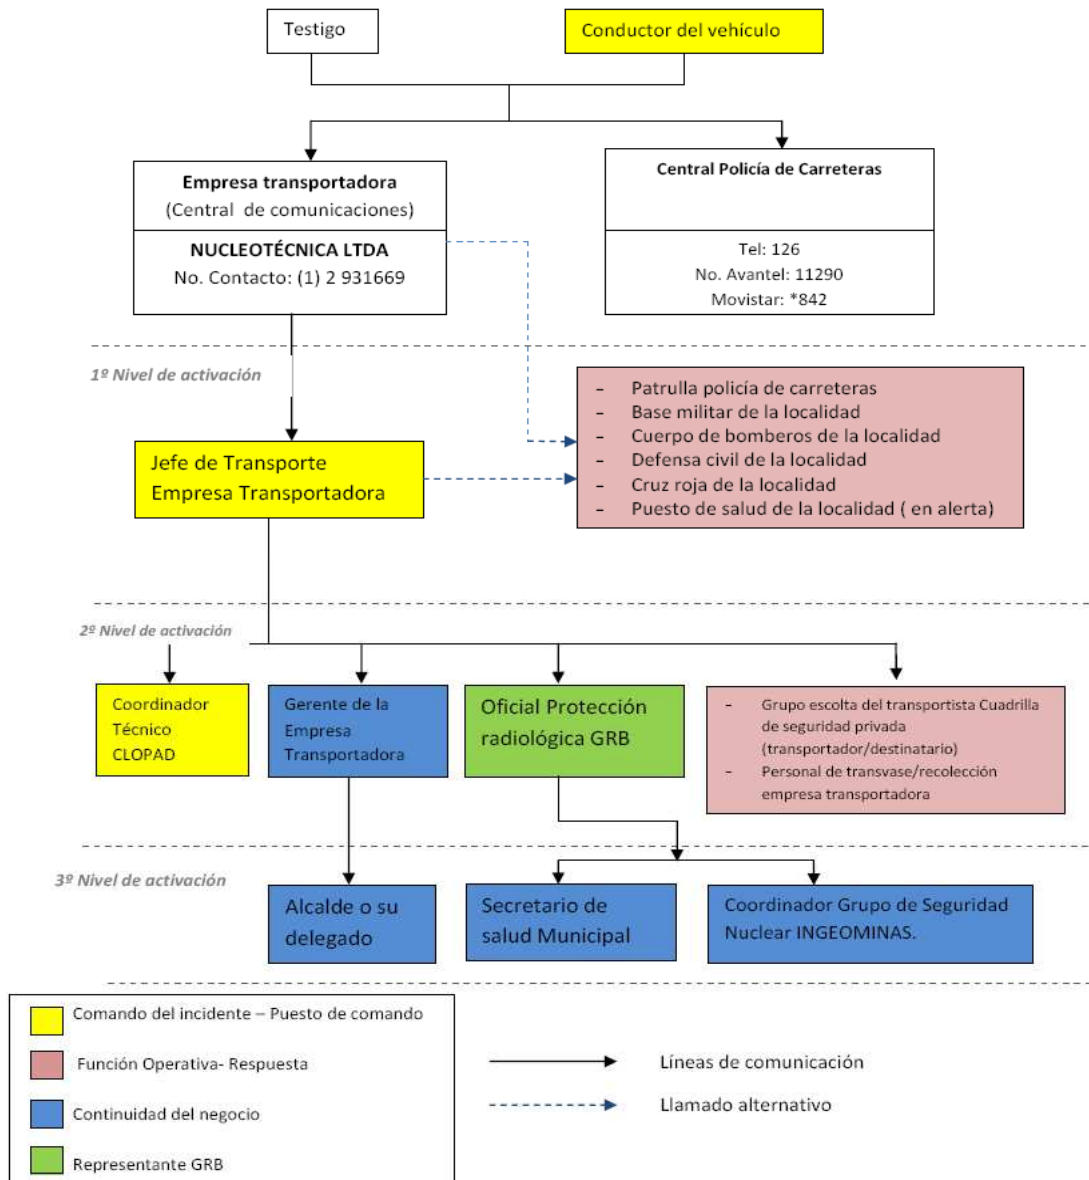 Testigo
Conductor del vehículo
Empresa transportadora
(Central de comunicaciones)
NUCLEOTÉCNICA LTDA
No. Contacto: (1) 2 931669
Central Policía de Carreteras
Tel: 126
No. Avantel: 11290
Movistar: *842
1º Nivel de activación
- Patrulla policía de carreteras
- Base militar de la localidad
- Cuerpo de bomberos de la localidad
- Defensa civil de la localidad
- Cruz roja de la localidad
- Puesto de salud de la localidad ( en alerta)
Jefe de Transporte
Empresa Transportadora
2º Nivel de activación
Coordinador
Técnico
CLOPAD
Gerente de la
Empresa
Transportadora
Oficial Protección
radiológica GRB
- Grupo escolta del transportista Cuadrilla
de seguridad privada
(transportador/destinatario)
- Personal de transvase/recolección
empresa transportadora
3º Nivel de activación
Alcalde o su
delegado
Secretario de
salud Municipal
Coordinador Grupo de Seguridad
Nuclear INGEOMINAS.
Comando del incidente – Puesto de comando
Función Operativa- Respuesta
Continuidad del negocio
Representante GRB
Líneas de comunicación
Llamado alternativo